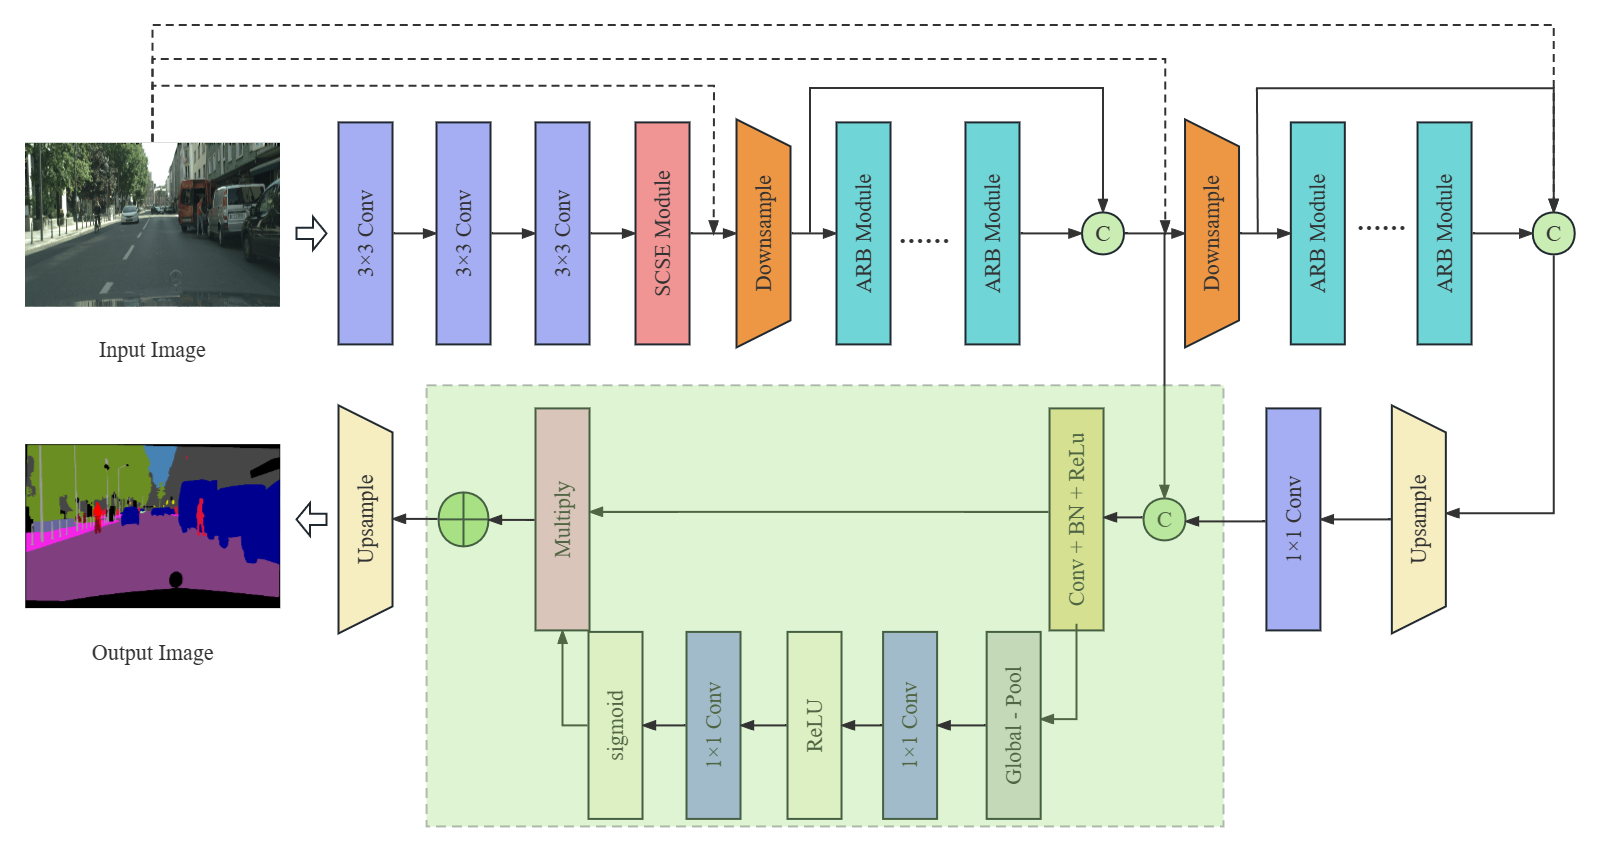 3×3 Conv
3×3 Conv
3×3 Conv
SCSE Module
Downsample
ARB Module
......
ARB Module
C
Downsample
ARB Module
......
ARB Module
C
Input Image
Upsample
Multiply
Conv + BN + ReLu
C
1×1 Conv
Upsample
Output Image
sigmoid
1×1 Conv
ReLU
1×1 Conv
Global - Pool